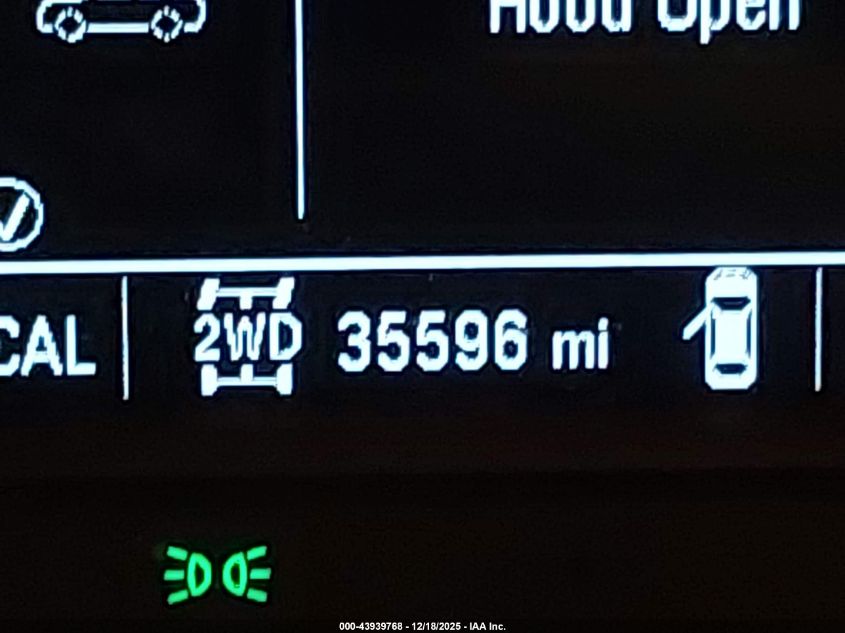 Hood Open
CAL
2WD
35596 mi
000-43939768 - 12/18/2025 - IAA Inc.